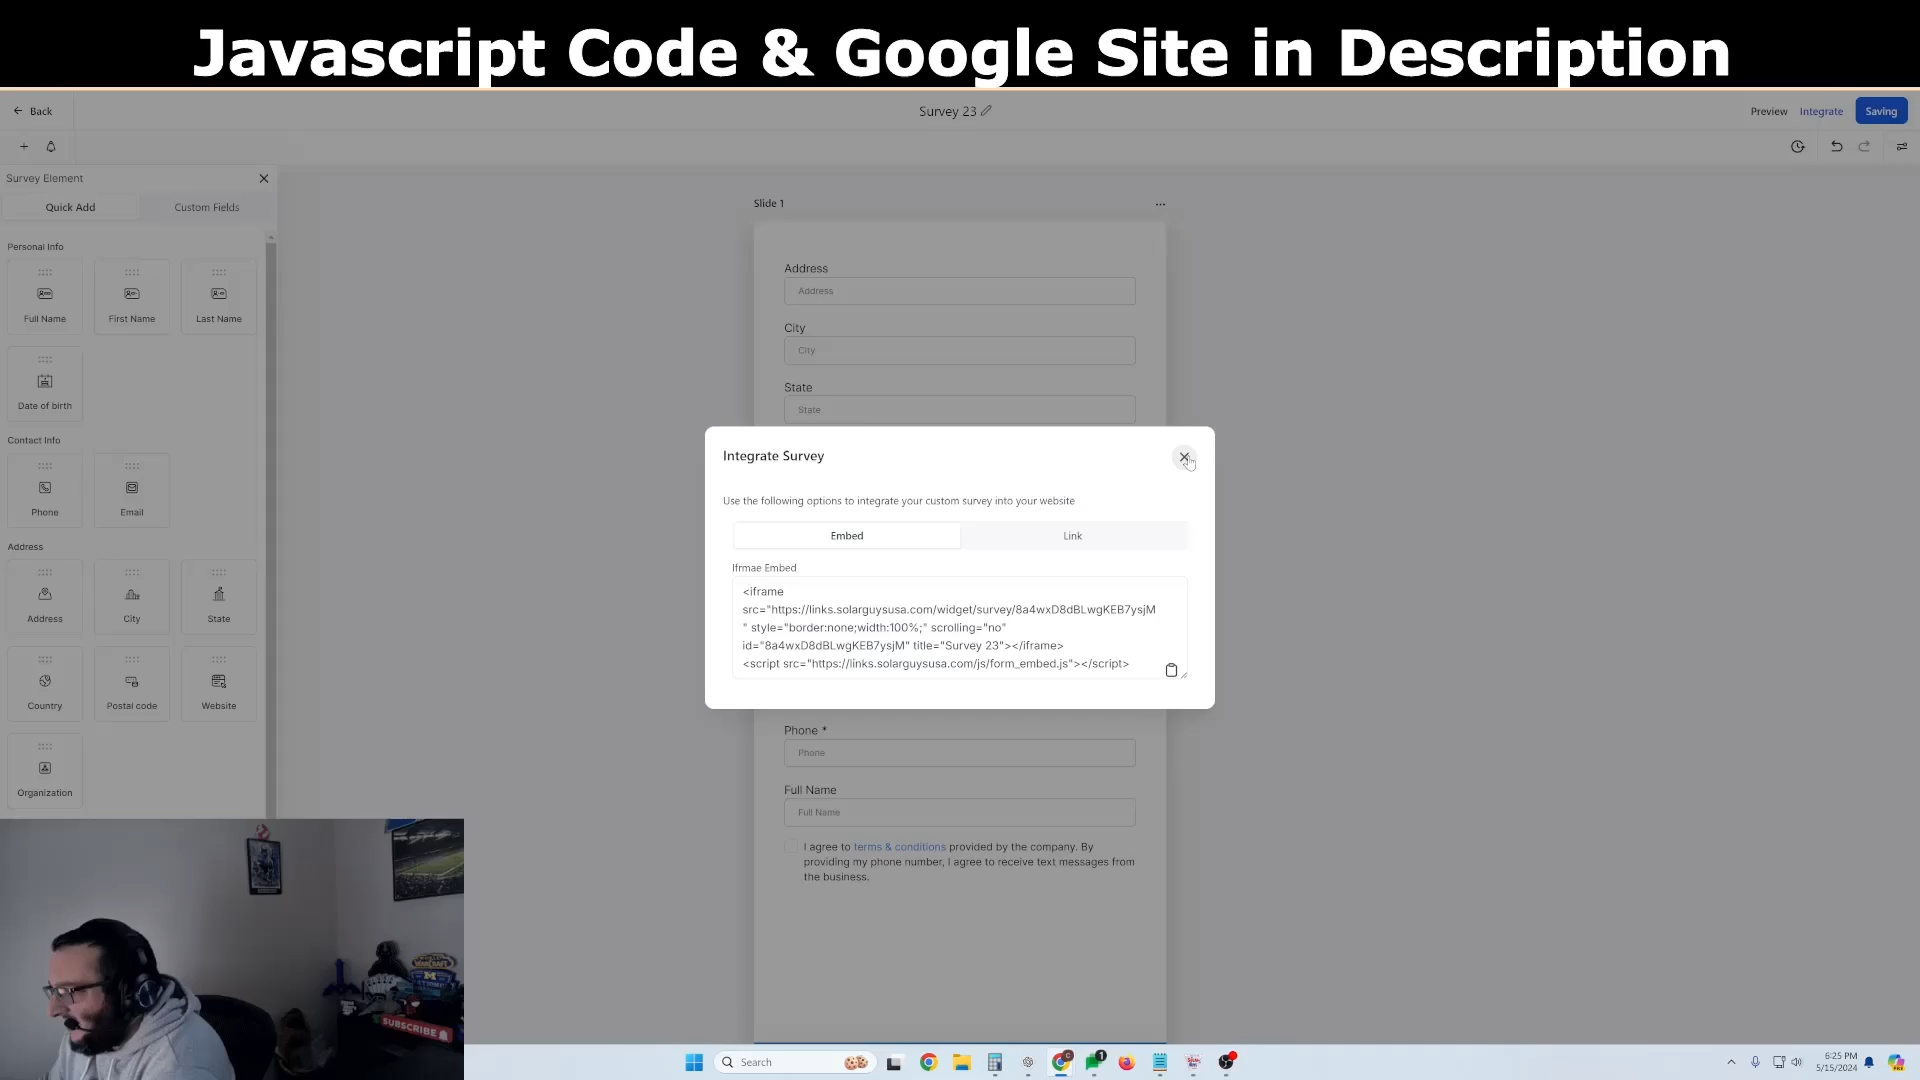 Javascript Code & Google Site in Description
Back
Survey 23
Preview
Integrate
Saving
Survey Element
Quick Add
Custom Fields
Personal Info
Full Name
First Name
Last Name
Date of birth
Contact Info
Phone
Email
Address
Address
City
State
Country
Postal code
Website
Organization
Slide 1
...
Address
Address
City
City
State
State
Integrate Survey
Use the following options to integrate your custom survey into your website
Embed
Link
Ifrmae Embed
<iframe
src="https://links.solarguysusa.com/widget/survey/8a4wxD8dBLwgKEB7ysjM
" style="border:none;width:100%;" scrolling="no"
id="8a4wxD8dBLwgKEB7ysjM" title="Survey 23"></iframe>
<script src="https://links.solarguysusa.com/js/form_embed.js"></script>
Phone *
Phone
Full Name
Full Name
I agree to terms & conditions provided by the company. By
providing my phone number, I agree to receive text messages from
the business.
SUBSCRIBE
Search
1
6:25 PM
5/15/2024